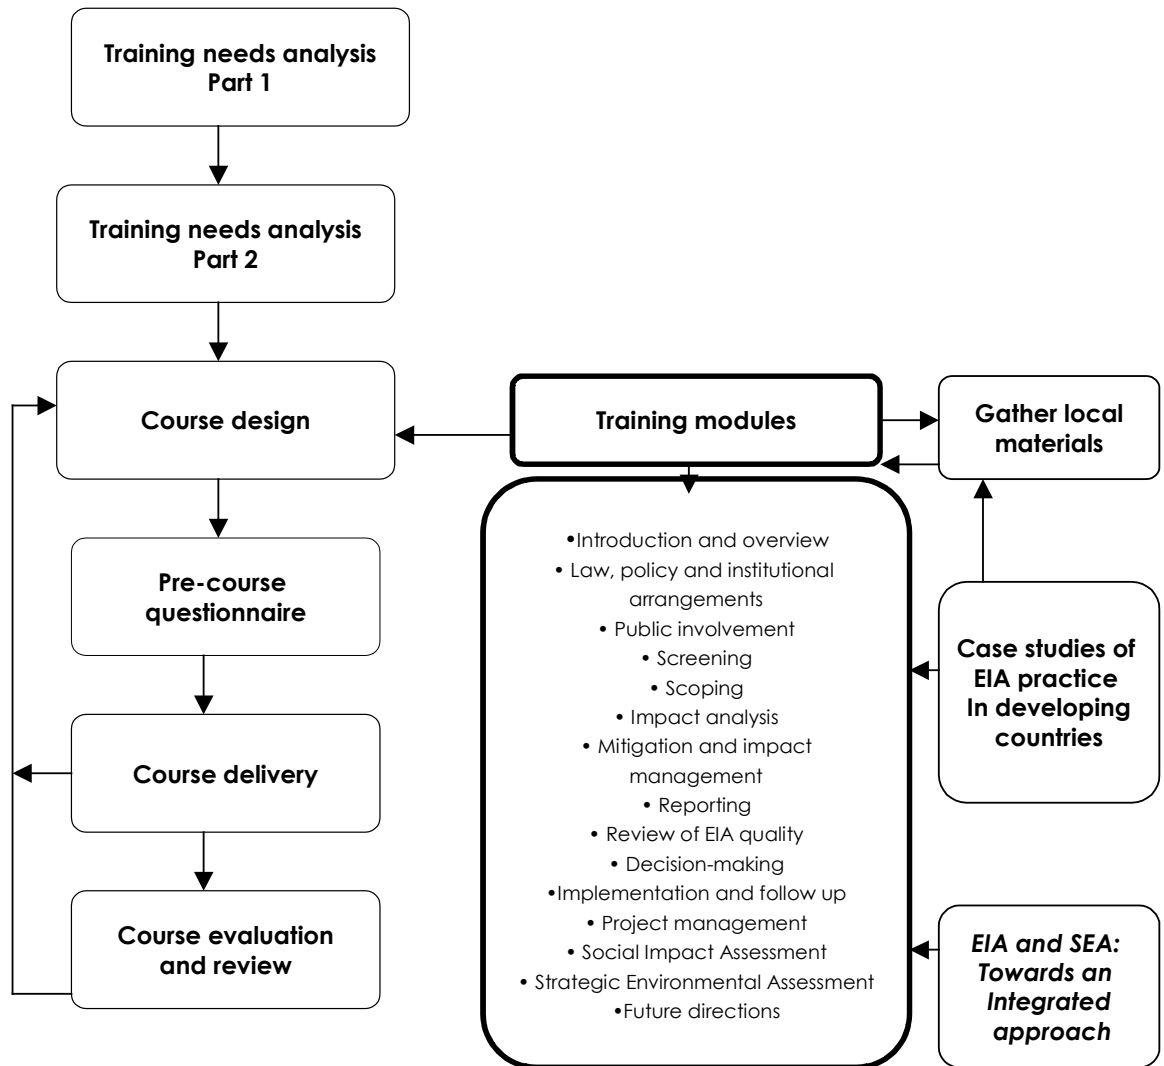 Training needs analysis
Part 1
Training needs analysis
Part 2
Course design
Pre-course
questionnaire
Course delivery
Course evaluation
and review
Training modules
•Introduction and overview
• Law, policy and institutional
arrangements
• Public involvement
• Screening
• Scoping
• Impact analysis
• Mitigation and impact
management
• Reporting
• Review of EIA quality
• Decision-making
•Implementation and follow up
• Project management
• Social Impact Assessment
• Strategic Environmental Assessment
•Future directions
Gather local
materials
Case studies of
EIA practice
In developing
countries
EIA and SEA:
Towards an
Integrated
approach